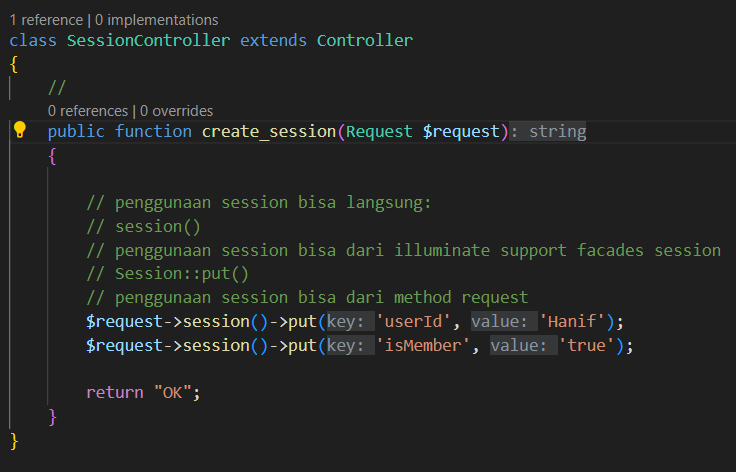 1 reference | 0 implementations
class SessionController extends Controller
{
//
0 references | 0 overrides
public function create_session(Request $request): string
{
// penggunaan session bisa langsung:
// session()
// penggunaan session bisa dari illuminate support facades session
// Session::put()
// penggunaan session bisa dari method request
$request->session()->put(key: 'userId', value: 'Hanif');
$request->session()->put(key: 'isMember', value: 'true');
return "OK";
}
}